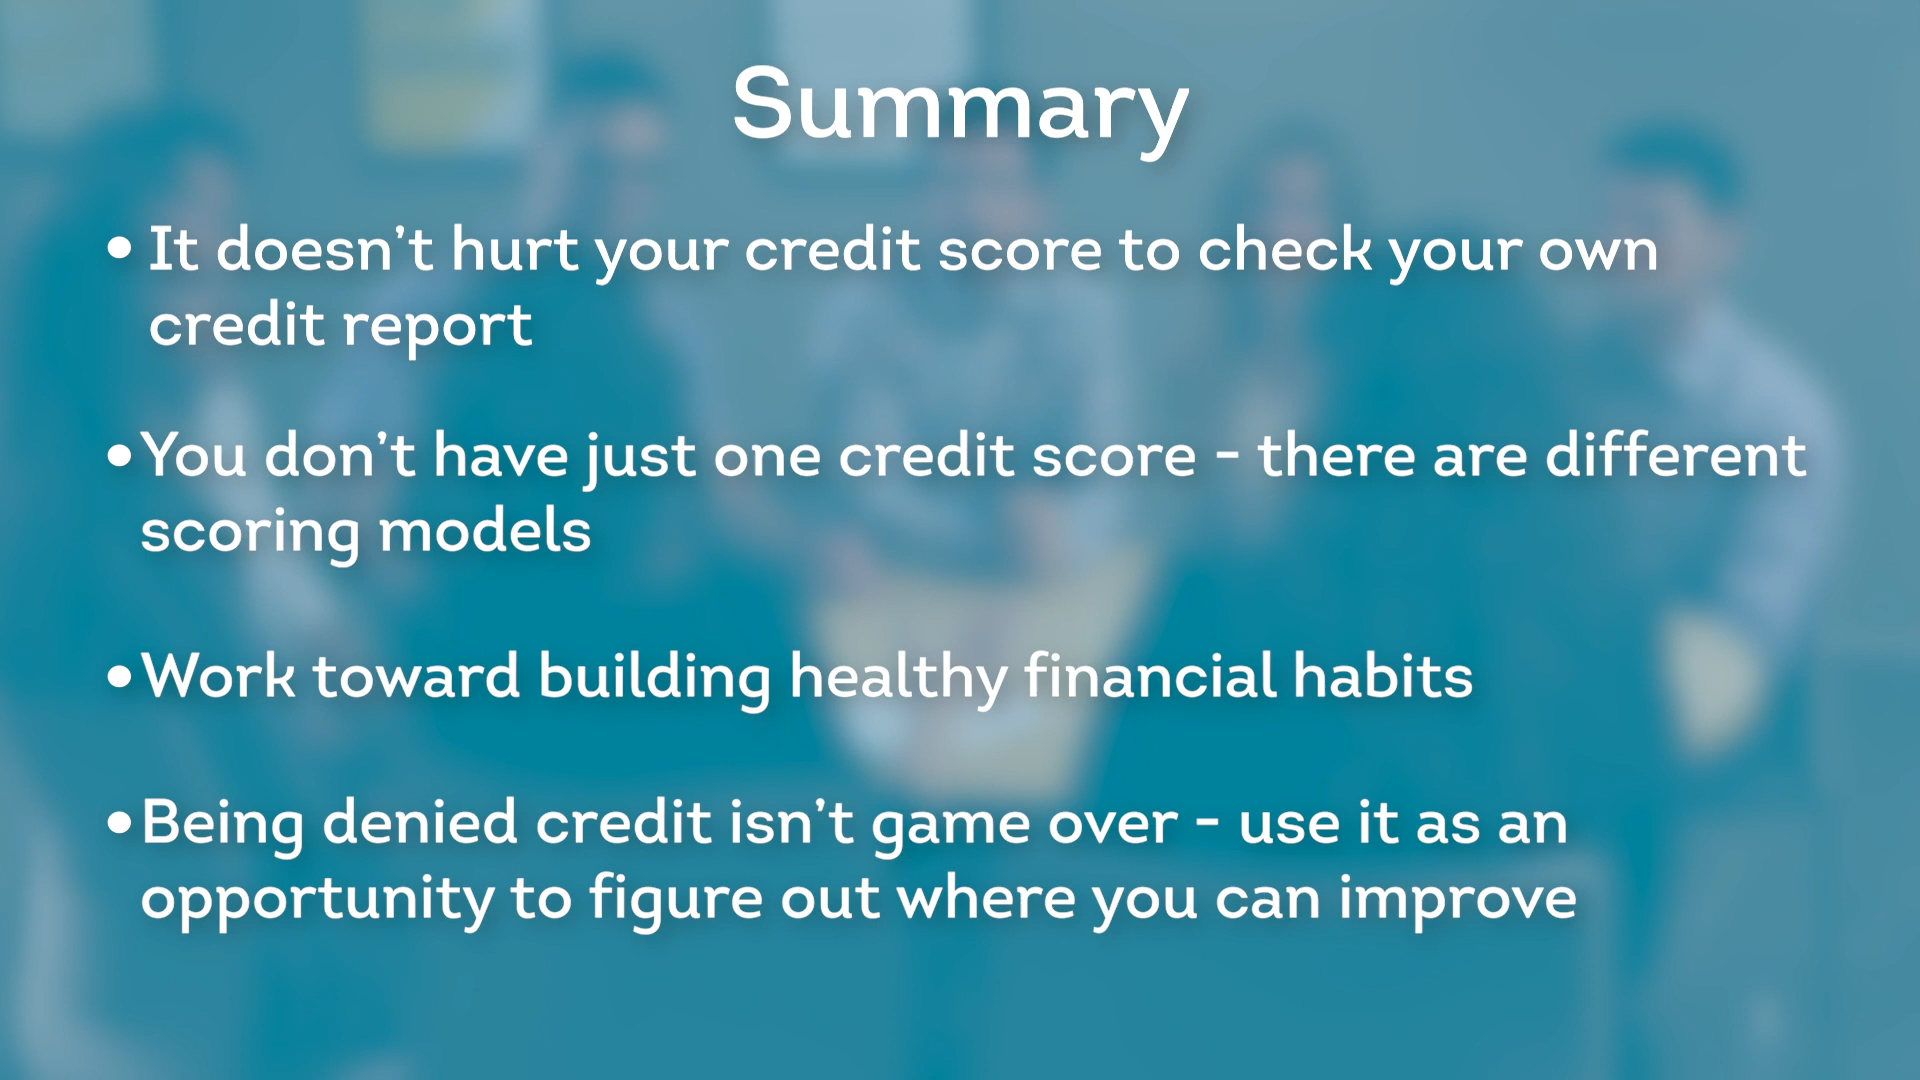 Summary
• It doesn't hurt your credit score to check your own
credit report
• You don't have just one credit score - there are different
scoring models
• Work toward building healthy financial habits
• Being denied credit isn't game over - use it as an
opportunity to figure out where you can improve